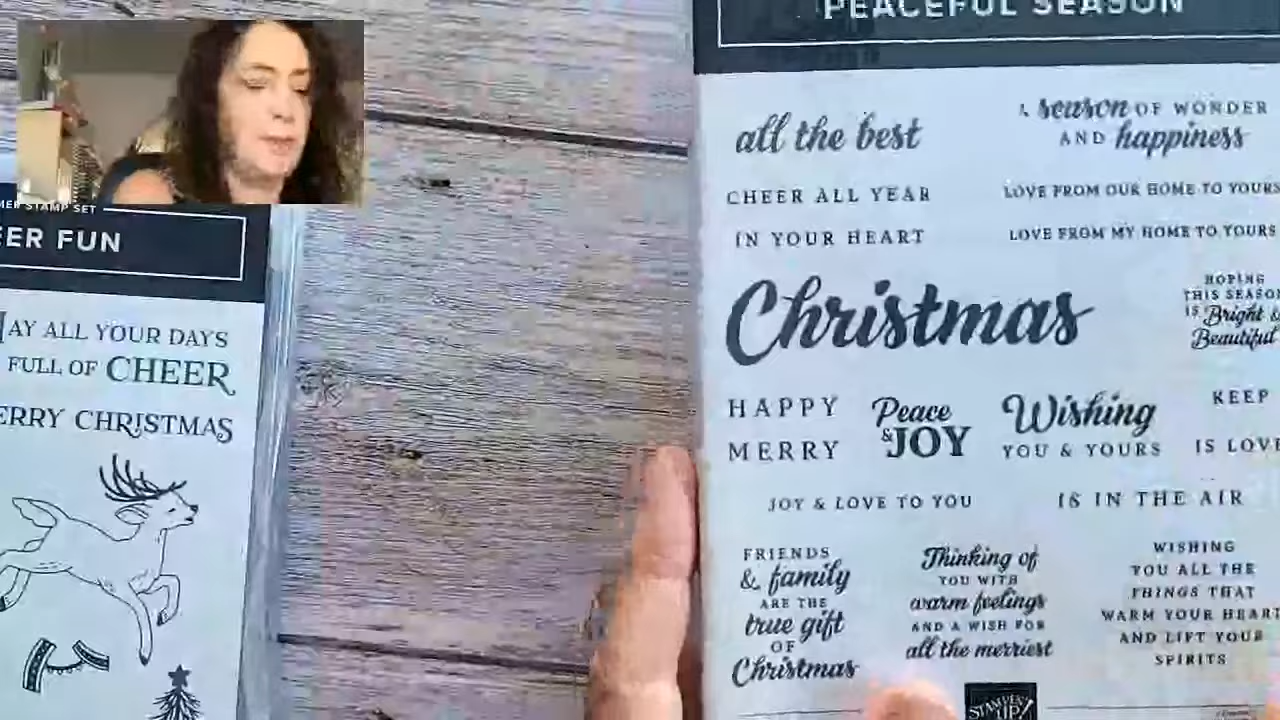 STAMP SET
EER FUN
AY ALL YOUR DAYS
FULL OF CHEER
ERRY CHRISTMAS
PEACEFUL SEASON
all the best
season OF WONDER
AND happiness
CHEER ALL YEAR
LOVE FROM OUR HOME TO YOURS
IN YOUR HEART
LOVE FROM MY HOME TO YOURS
Christmas
HOPING
THIS SEASON
IS Bright &
Beautiful
HAPPY
MERRY
Peace
& JOY
Wishing
YOU & YOURS
KEEP
IS LOVE
JOY & LOVE TO YOU
IS IN THE AIR
FRIENDS
& family
ARE THE
true gift
OF
Christmas
Thinking of
YOU WITH
warm feelings
AND A WISH FOR
all the merriest
WISHING
YOU ALL THE
THINGS THAT
WARM YOUR HEART
AND LIFT YOUR
SPIRITS
STAMPIN'
UP!